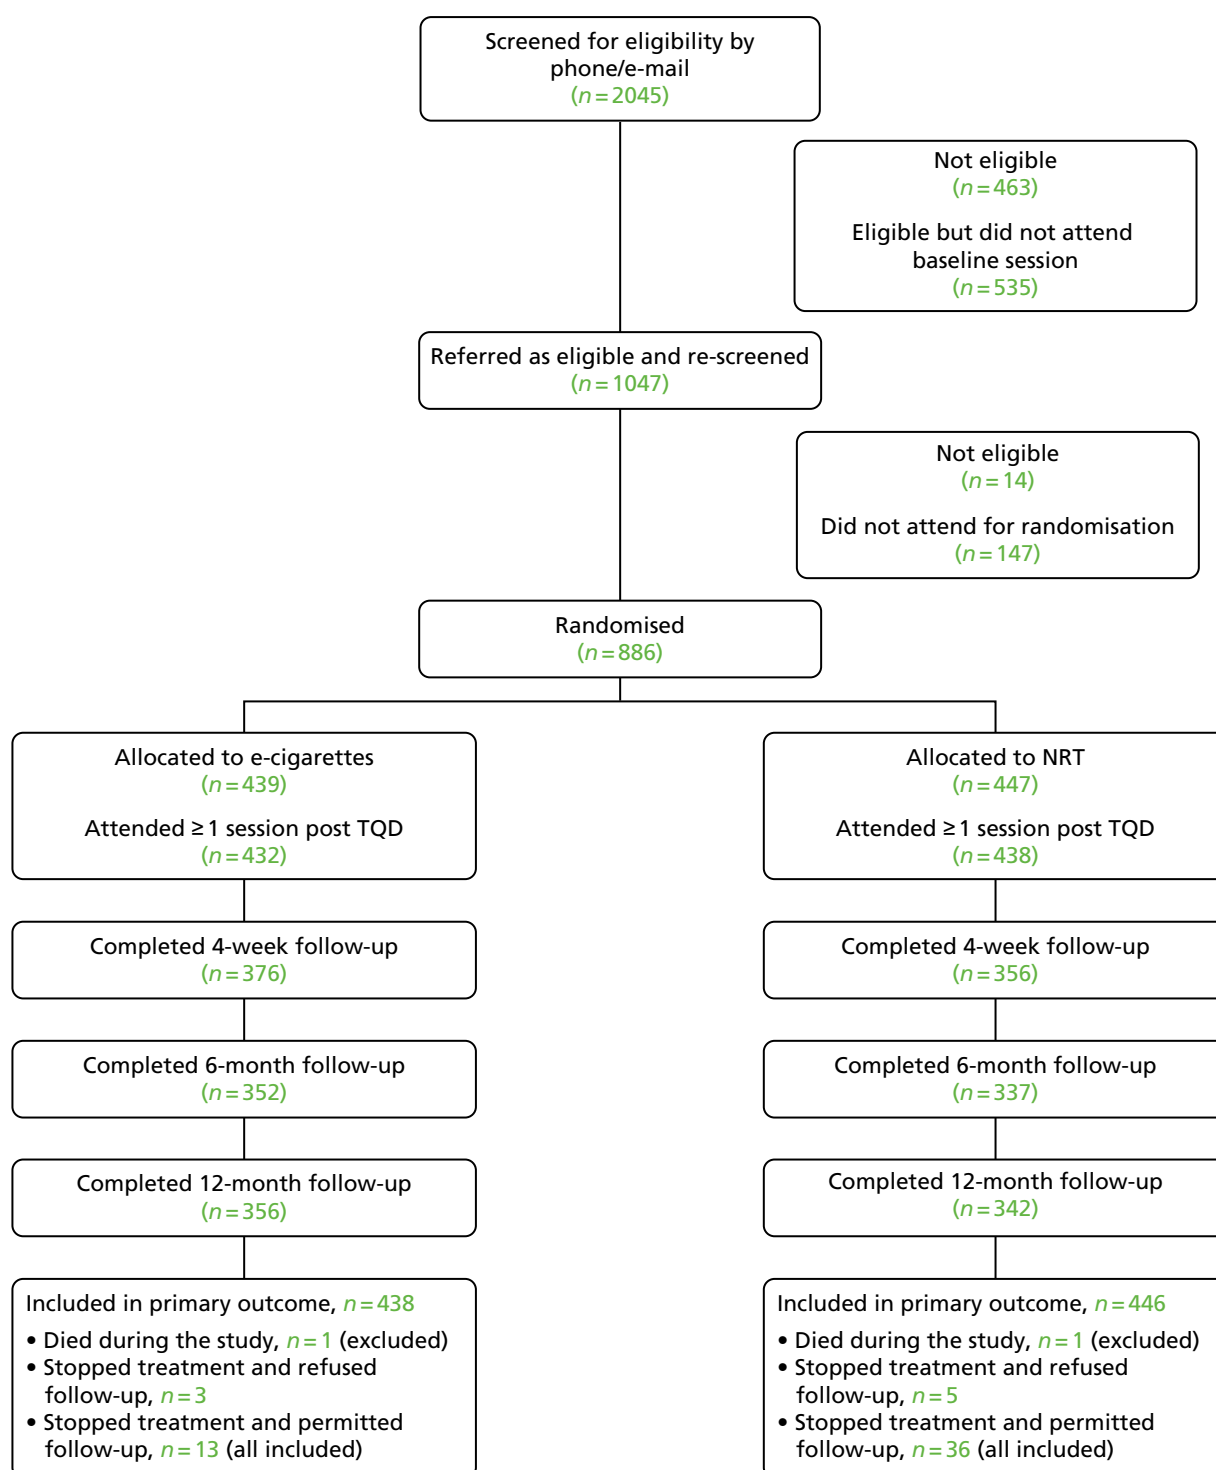 Screened for eligibility by
phone/e-mail
(n=2045)
Not eligible
(n=463)
Eligible but did not attend
baseline session
(n=535)
Referred as eligible and re-screened
(n=1047)
Not eligible
(n=14)
Did not attend for randomisation
(n=147)
Randomised
(n=886)
Allocated to e-cigarettes
(n=439)
Attended ≥1 session post TQD
(n=432)
Completed 4-week follow-up
(n=376)
Completed 6-month follow-up
(n=352)
Completed 12-month follow-up
(n=356)
Included in primary outcome, n=438
• Died during the study, n=1 (excluded)
• Stopped treatment and refused
follow-up, n=3
• Stopped treatment and permitted
follow-up, n=13 (all included)
Allocated to NRT
(n=447)
Attended ≥1 session post TQD
(n=438)
Completed 4-week follow-up
(n=356)
Completed 6-month follow-up
(n=337)
Completed 12-month follow-up
(n=342)
Included in primary outcome, n=446
• Died during the study, n=1 (excluded)
• Stopped treatment and refused
follow-up, n=5
• Stopped treatment and permitted
follow-up, n=36 (all included)